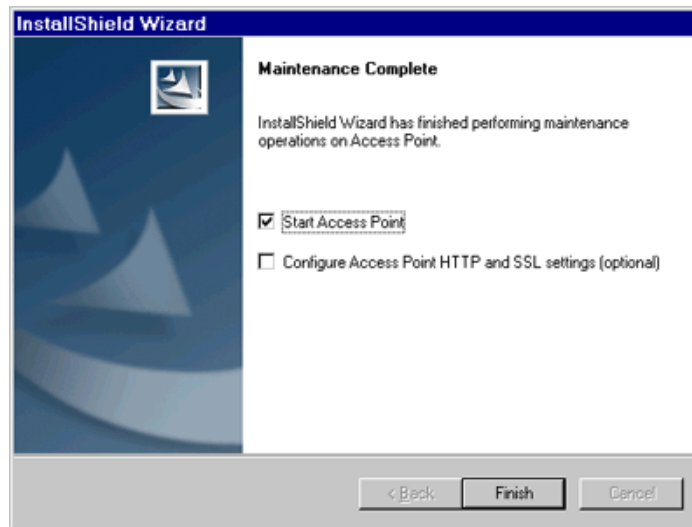 InstallShield Wizard
Maintenance Complete
InstallShield Wizard has finished performing maintenance
operations on Access Point.
Start Access Point
Configure Access Point HTTP and SSL settings (optional)
< Back
Finish
Cancel